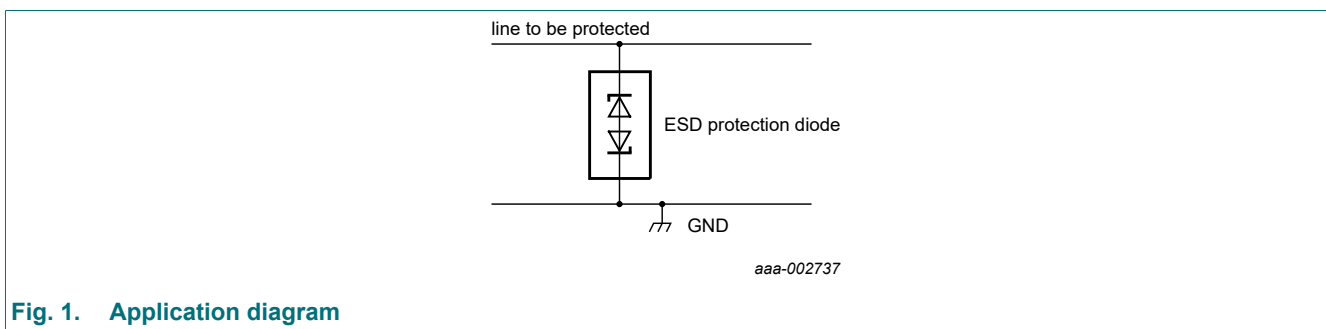 line to be protected
ESD protection diode
GND
aaa-002737
Fig. 1. Application diagram